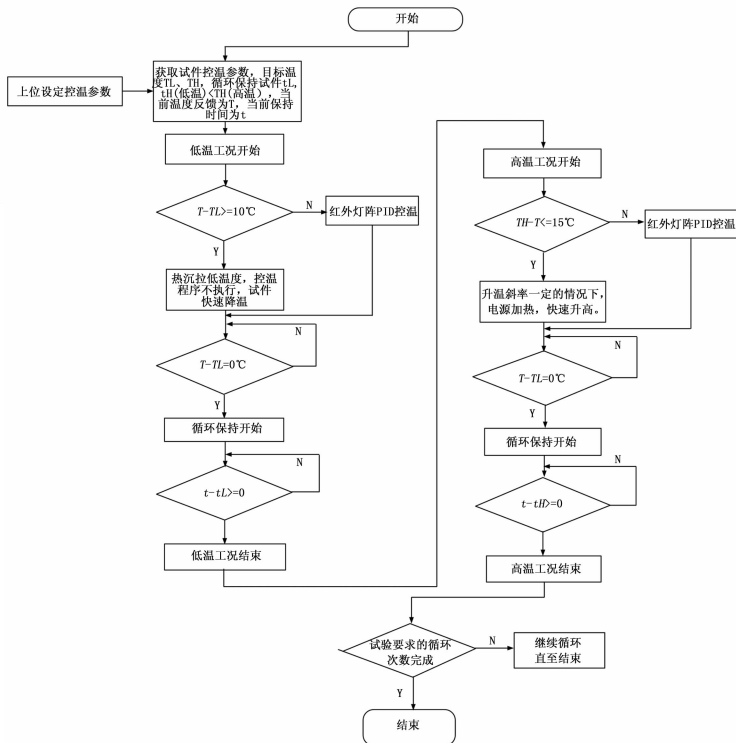 开始
上位设定控温参数
获取试件控温参数，目标温
度TL、TH，循环保持试件tL,
tH(低温)<TH(高温），当
前温度反馈为T，当前保持
时间为t
低温工况开始
T-TL>=10℃
N
红外灯阵PID控温
Y
热沉拉低温度，控温
程序不执行，试件
快速降温
N
T-TL=0℃
Y
循环保持开始
N
t-tL>=0
低温工况结束
高温工况开始
TH-T<=15℃
N
红外灯阵PID控温
Y
升温斜率一定的情况下，
电源加热，快速升高。
N
T-TL=0℃
Y
循环保持开始
N
t-tH>=0
高温工况结束
试验要求的循环
次数完成
N
继续循环
直至结束
Y
结束